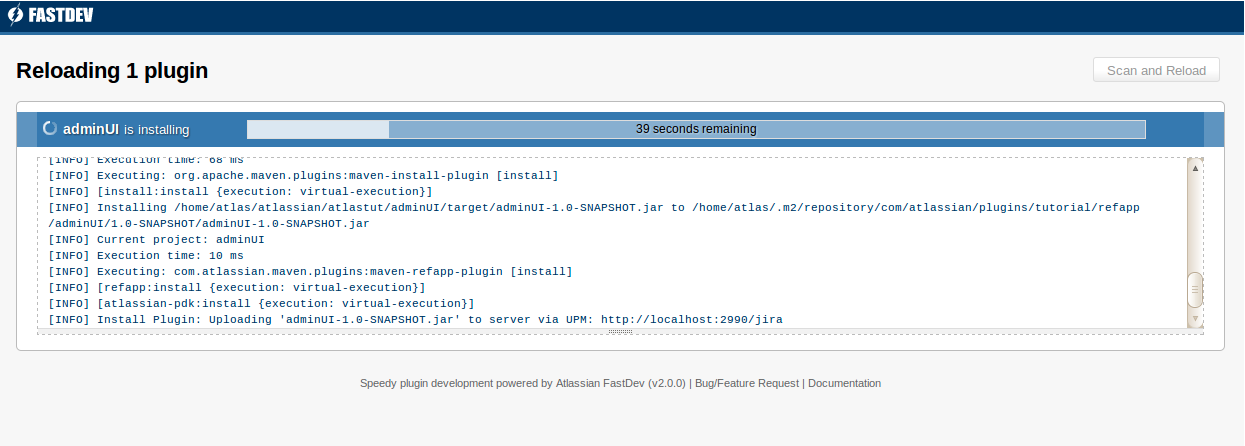 FASTDEV
Reloading 1 plugin
Scan and Reload
adminUI is installing
39 seconds remaining
[INFO] Execution time: 68 ms
[INFO] Executing: org.apache.maven.plugins:maven-install-plugin [install]
[INFO] [install:install {execution: virtual-execution}]
[INFO] Installing /home/atlas/atlassian/atlastut/adminUI/target/adminUI-1.0-SNAPSHOT.jar to /home/atlas/.m2/repository/com/atlassian/plugins/tutorial/refapp
/adminUI/1.0-SNAPSHOT/adminUI-1.0-SNAPSHOT.jar
[INFO] Current project: adminUI
[INFO] Execution time: 10 ms
[INFO] Executing: com.atlassian.maven.plugins:maven-refapp-plugin [install]
[INFO] [refapp:install {execution: virtual-execution}]
[INFO] [atlassian-pdk:install {execution: virtual-execution}]
[INFO] Install Plugin: Uploading 'adminUI-1.0-SNAPSHOT.jar' to server via UPM: http://localhost:2990/jira
Speedy plugin development powered by Atlassian FastDev (v2.0.0) | Bug/Feature Request | Documentation